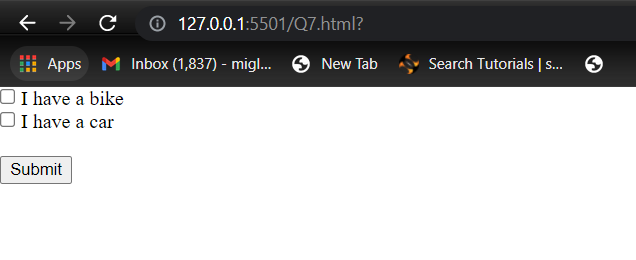 127.0.0.1:5501/Q7.html?
Apps Inbox (1,837) - migl... New Tab Search Tutorials | s...
I have a bike
I have a car
Submit